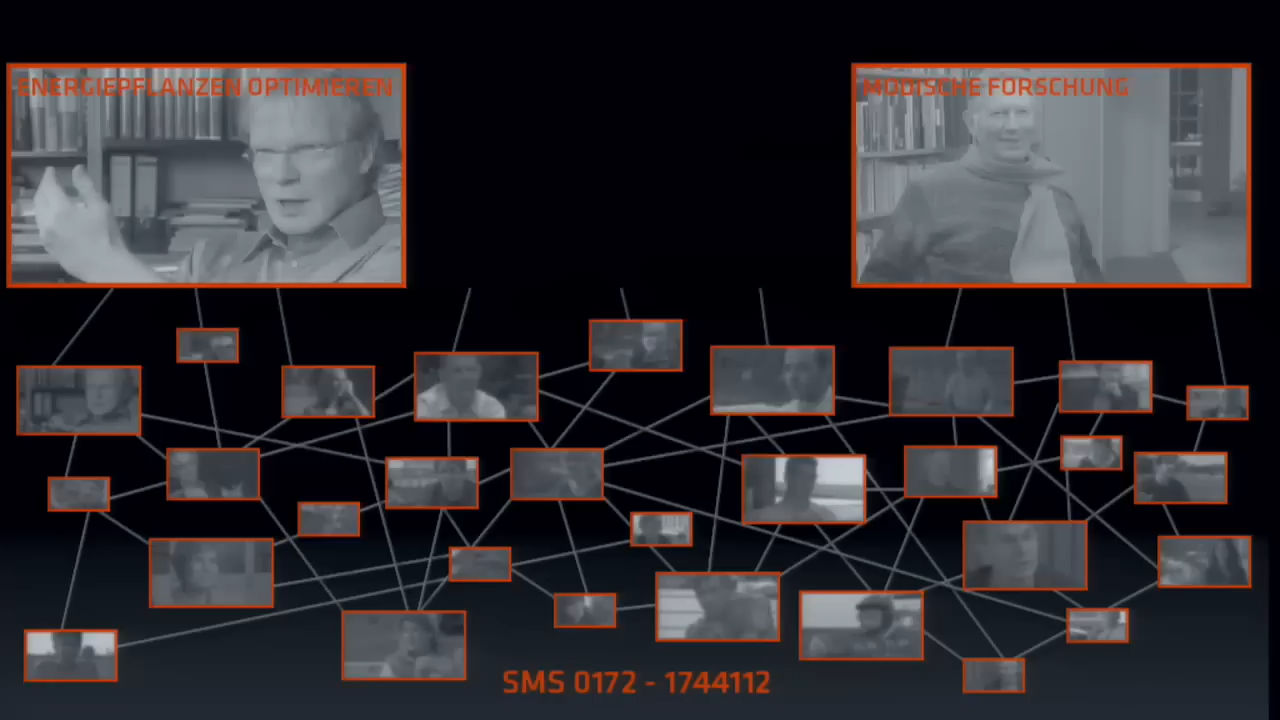 ENERGIEPFLANZEN OPTIMIEREN
MODISCHE FORSCHUNG
SMS 0172 - 1744112